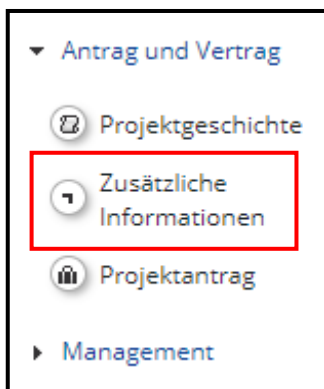 Antrag und Vertrag
Projektgeschichte
Zusätzliche
Informationen
Projektantrag
Management